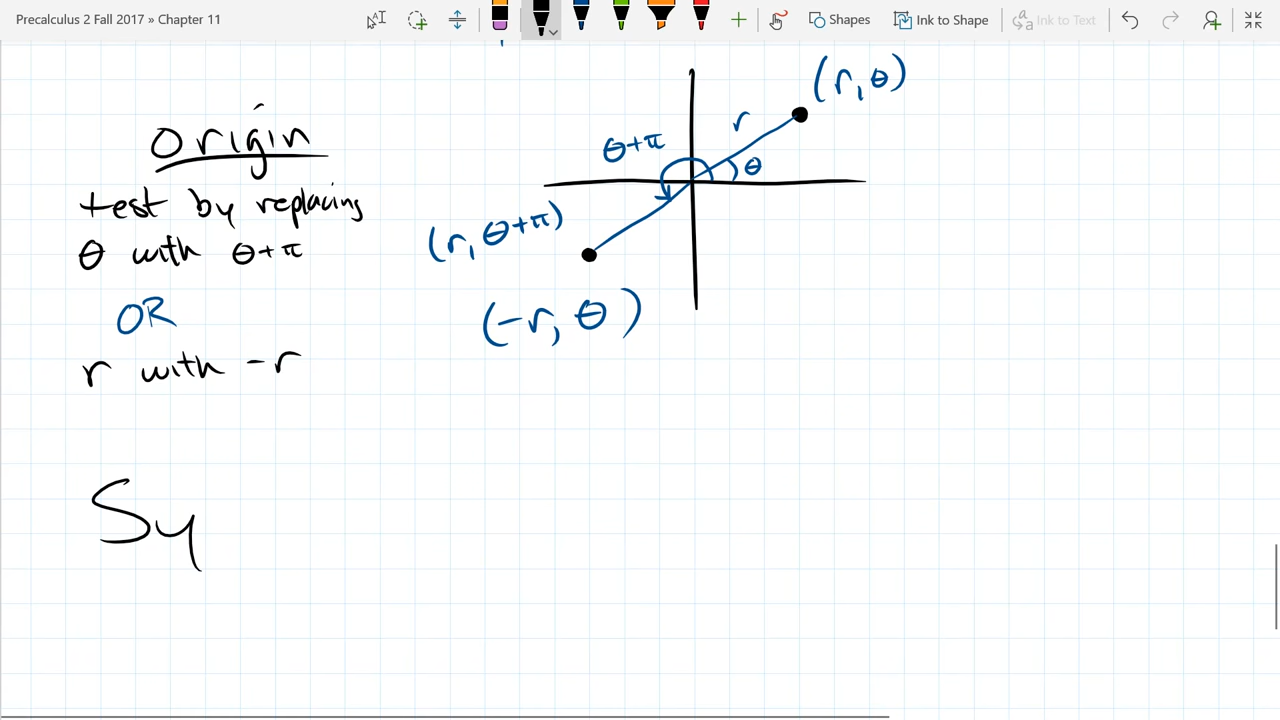 Precalculus 2 Fall 2017 » Chapter 11
Shapes
Ink to Shape
Ink to Text
origin
test by replacing
θ with θ+π
OR
r with -r
Sy
(r, θ)
r
θ+π
θ
(r, θ+π)
(-r, θ)